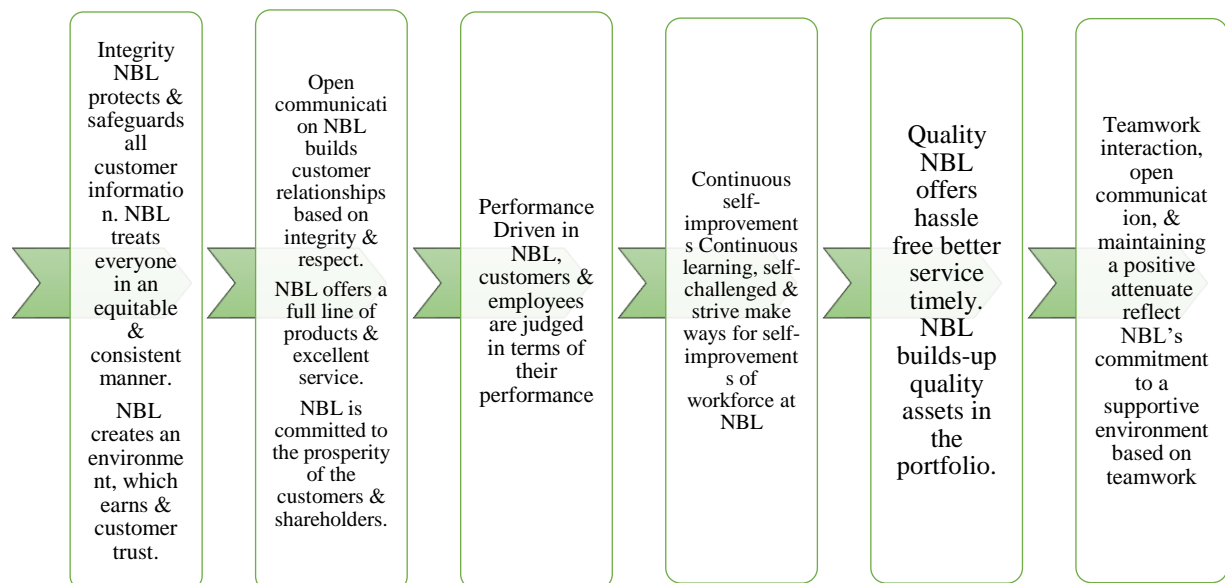 Integrity
NBL
protects &
safeguards
all
customer
informatio
n. NBL
treats
everyone
in an
equitable
&
consistent
manner.
NBL
creates an
environme
nt, which
earns &
customer
trust.
Open
communicati
on NBL
builds
customer
relationships
based on
integrity &
respect.
NBL offers a
full line of
products &
excellent
service.
NBL is
committed to
the prosperity
of the
customers &
shareholders.
Performance
Driven in
NBL,
customers &
employees
are judged
in terms of
their
performance
Continuous
self-
improvement
s Continuous
learning, self-
challenged &
strive make
ways for self-
improvement
s of
workforce at
NBL
Quality
NBL
offers
hassle
free better
service
timely.
NBL
builds-up
quality
assets in
the
portfolio.
Teamwork
interaction,
open
communicat
ion, &
maintaining
a positive
attenuate
reflect
NBL’s
commitment
to a
supportive
environment
based on
teamwork